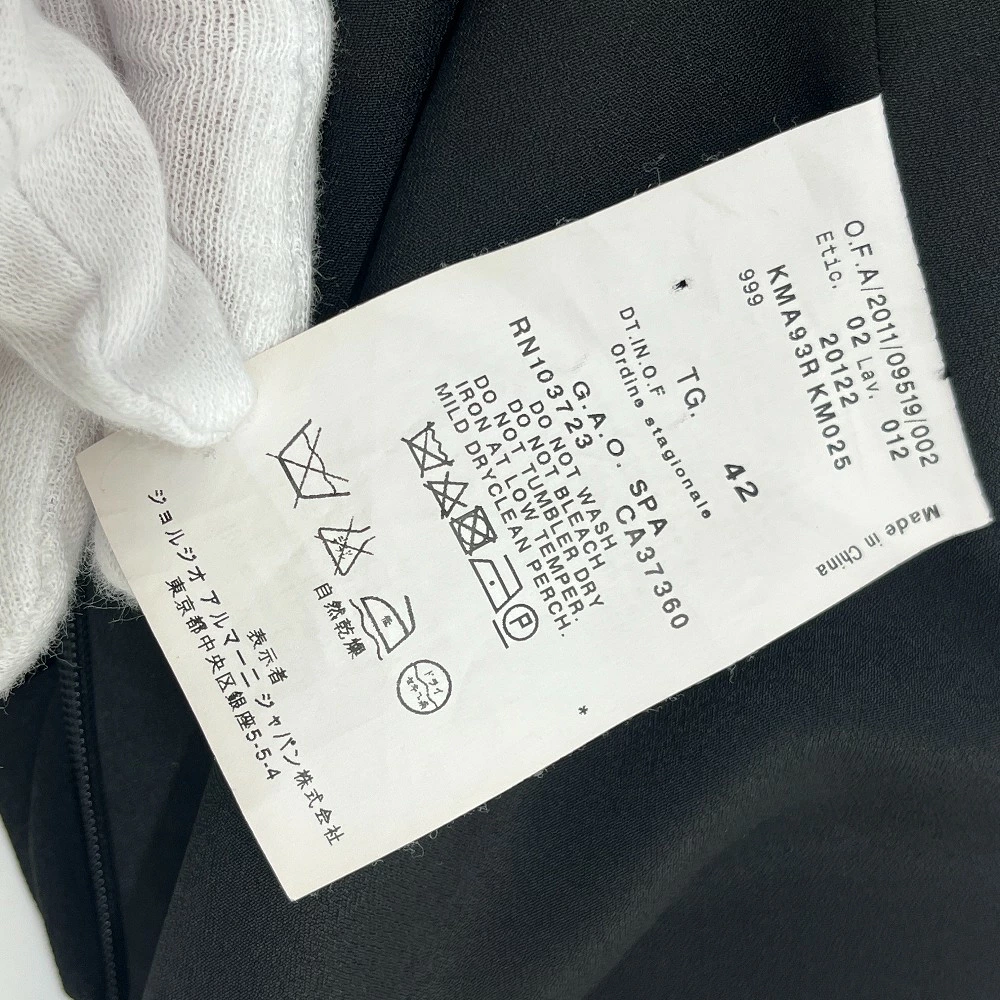 O.F.A/2011/09519/002
Etic. 02 Lav. 012
20122
KMA93R KM025
999
Made in China
TG. 42
DT.IN.O.F
Ordine stagionale
G.A.O. SPA
RN103723 CA37360
DO NOT WASH
DO NOT BLEACH
DO NOT TUMBLER DRY
IRON AT LOW TEMPER.
MILD DRYCLEAN PERCH.
P
*
低
ドライ
自然乾燥
表示者
ジョルジオ アルマーニ ジャパン株式会社
東京都中央区銀座5-5-4